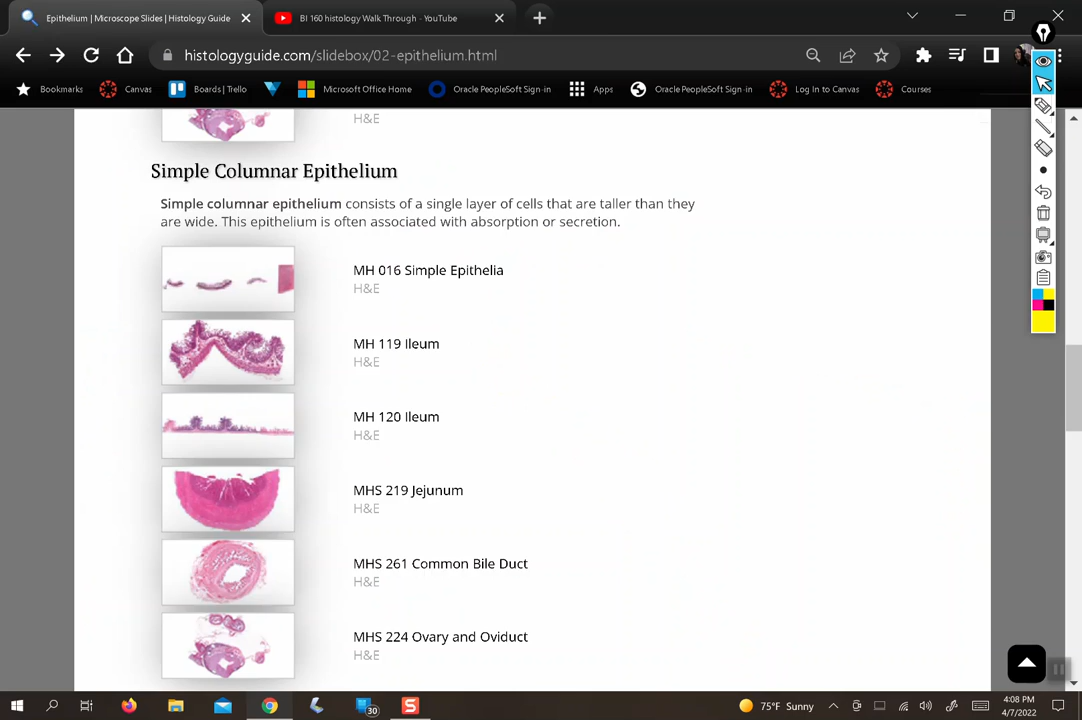 Epithelium | Microscope Slides | Histology Guide
BI 160 histology Walk Through - YouTube
histologyguide.com/slidebox/02-epithelium.html
Bookmarks Canvas Boards | Trello Microsoft Office Home Oracle PeopleSoft Sign-in Apps Oracle PeopleSoft Sign-in Log In to Canvas Courses
H&E
Simple Columnar Epithelium
Simple columnar epithelium consists of a single layer of cells that are taller than they
are wide. This epithelium is often associated with absorption or secretion.
MH 016 Simple Epithelia
H&E
MH 119 Ileum
H&E
MH 120 Ileum
H&E
MHS 219 Jejunum
H&E
MHS 261 Common Bile Duct
H&E
MHS 224 Ovary and Oviduct
H&E
30
S
75°F Sunny
4:08 PM
4/7/2022